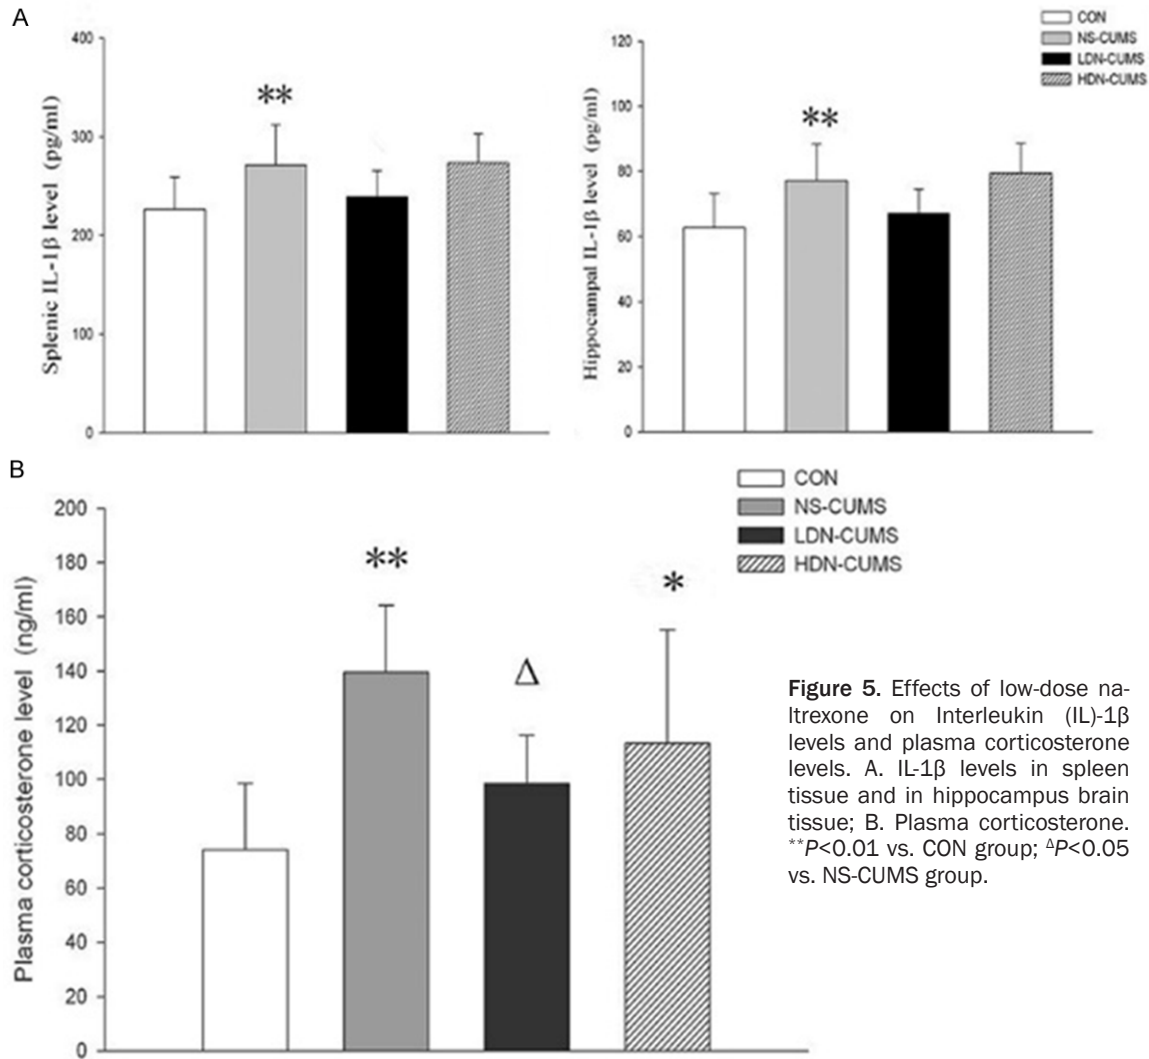 A
400
300
200
100
0
Splenic IL-1β level (pg/ml)
**
120
100
80
60
40
20
0
Hippocampal IL-1β level (pg/ml)
**
CON
NS-CUMS
LDN-CUMS
HDN-CUMS
B
200
180
160
140
120
100
80
60
40
20
0
Plasma corticosterone level (ng/ml)
**
Δ
*
CON
NS-CUMS
LDN-CUMS
HDN-CUMS
Figure 5. Effects of low-dose na-
ltrexone on Interleukin (IL)-1β
levels and plasma corticosterone
levels. A. IL-1β levels in spleen
tissue and in hippocampus brain
tissue; B. Plasma corticosterone.
**P<0.01 vs. CON group; ΔP<0.05
vs. NS-CUMS group.